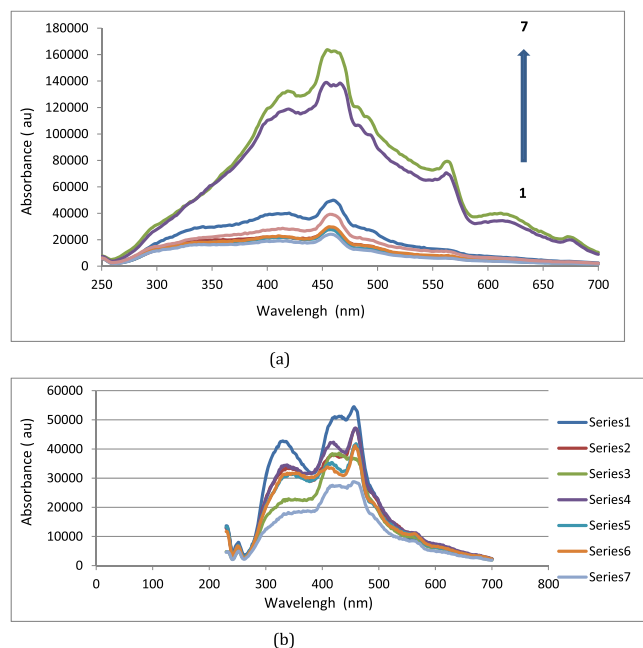 180000
160000
140000
120000
100000
80000
60000
40000
20000
0
Absorbance ( au)
7
1
250 300 350 400 450 500 550 600 650 700
Wavelengh (nm)
(a)
60000
50000
40000
30000
20000
10000
0
Absorbance ( au)
0 100 200 300 400 500 600 700 800
Wavelengh (nm)
Series1
Series2
Series3
Series4
Series5
Series6
Series7
(b)